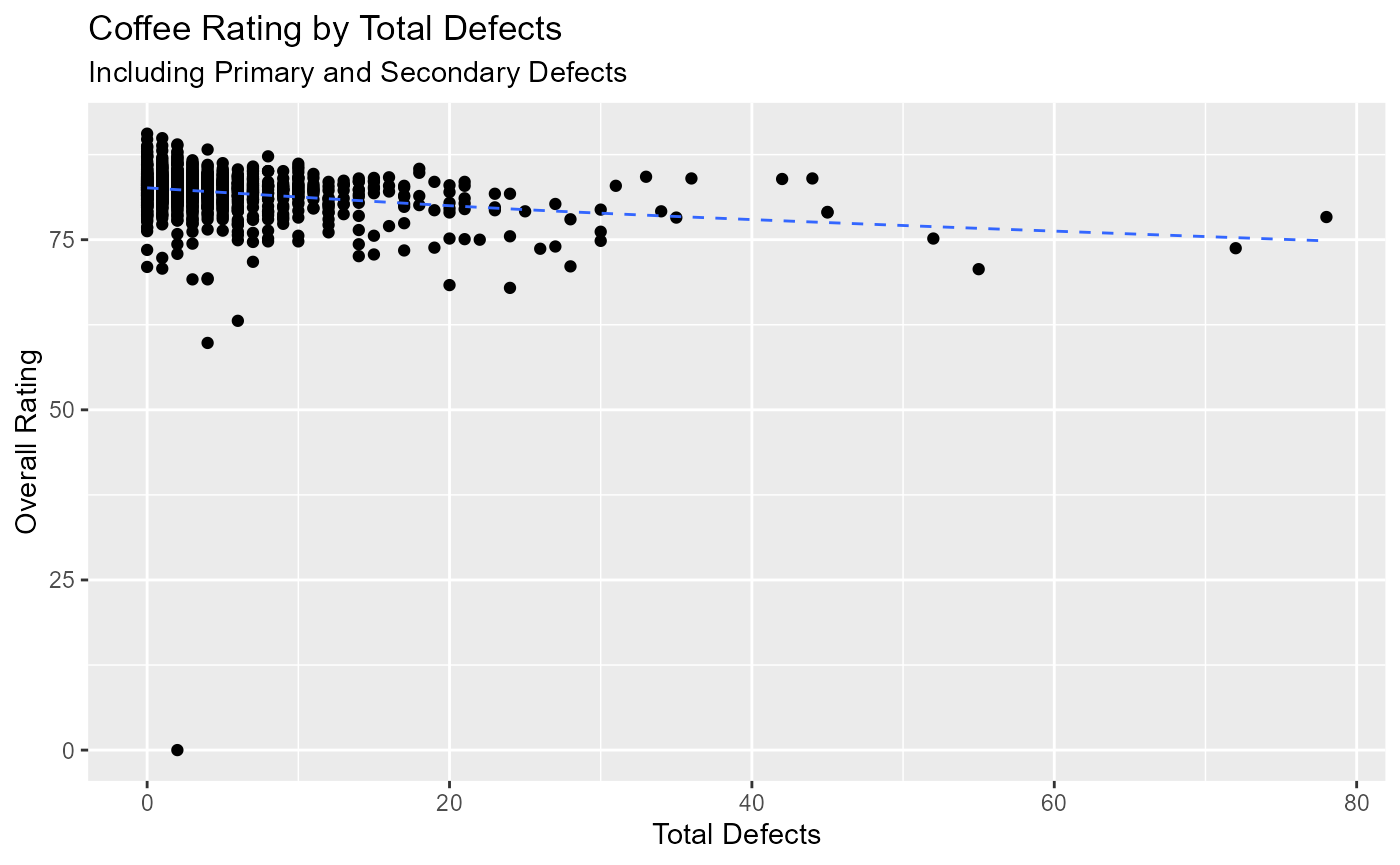 Coffee Rating by Total Defects
Including Primary and Secondary Defects
Overall Rating
75
50
25
0
0 20 40 60 80
Total Defects